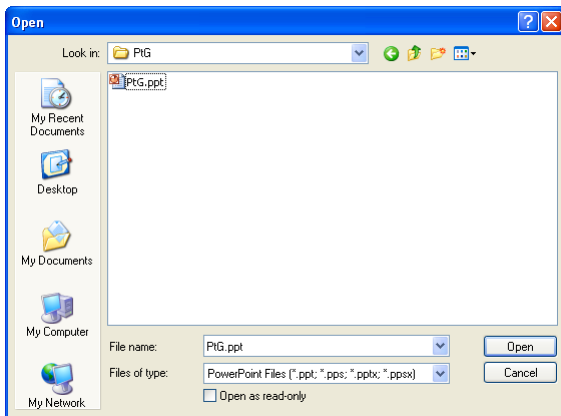 Open
Look in:
PtG
PtG.ppt
My Recent
Documents
Desktop
My Documents
My Computer
My Network
File name:
PtG.ppt
Open
Files of type:
PowerPoint Files (*.ppt; *.pps; *.pptx; *.ppsx)
Cancel
Open as read-only